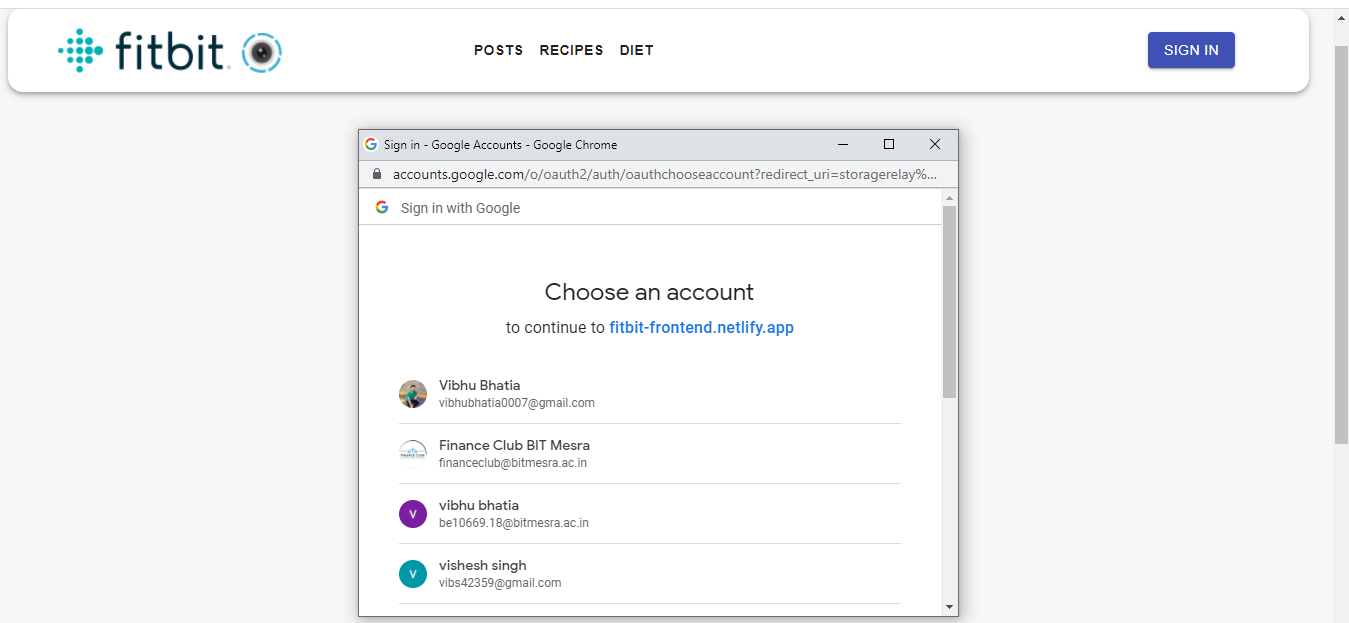 fitbit.
POSTS RECIPES DIET
SIGN IN
Sign in - Google Accounts - Google Chrome
accounts.google.com/o/oauth2/auth/oauthchooseaccount?redirect_uri=storagerelay%...
Sign in with Google
Choose an account
to continue to fitbit-frontend.netlify.app
Vibhu Bhatia
vibhubhatia0007@gmail.com
Finance Club BIT Mesra
financeclub@bitmesra.ac.in
V
vibhu bhatia
be10669.18@bitmesra.ac.in
V
vishesh singh
vibs42359@gmail.com